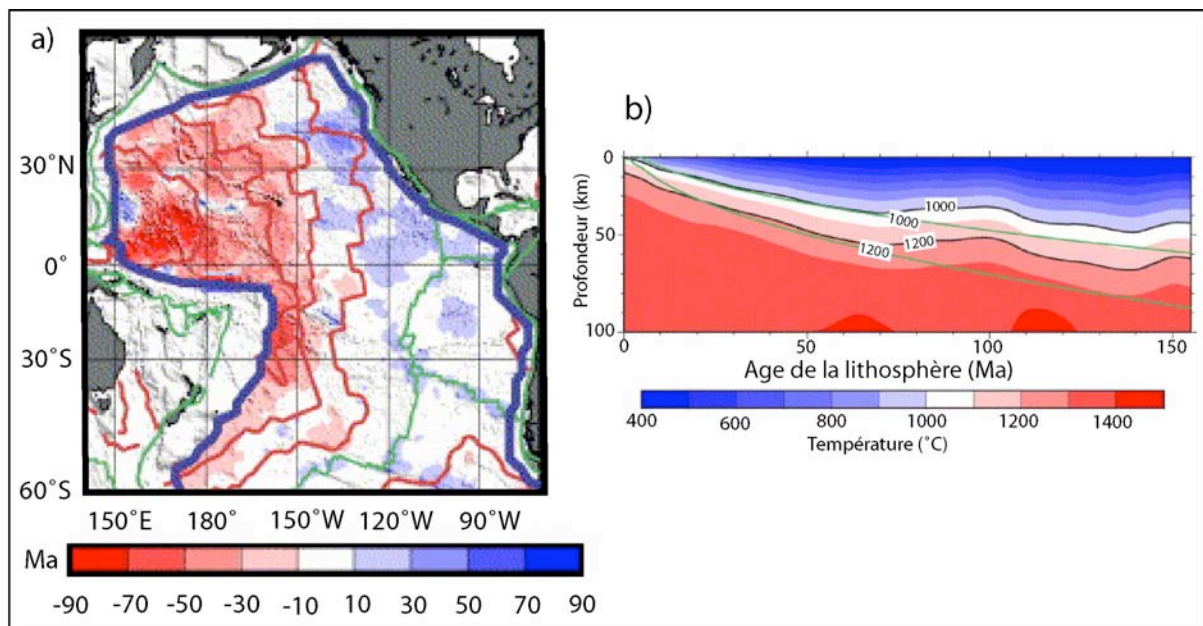 a)
30˚N
0˚
30˚S
60˚S
150˚E 180˚ 150˚W 120˚W 90˚W
Ma
-90 -70 -50 -30 -10 10 30 50 70 90
b)
Profondeur (km)
0
50
100
1000
1000
1200
1200
0 50 100 150
Age de la lithosphère (Ma)
400 600 800 1000 1200 1400
Température (˚C)